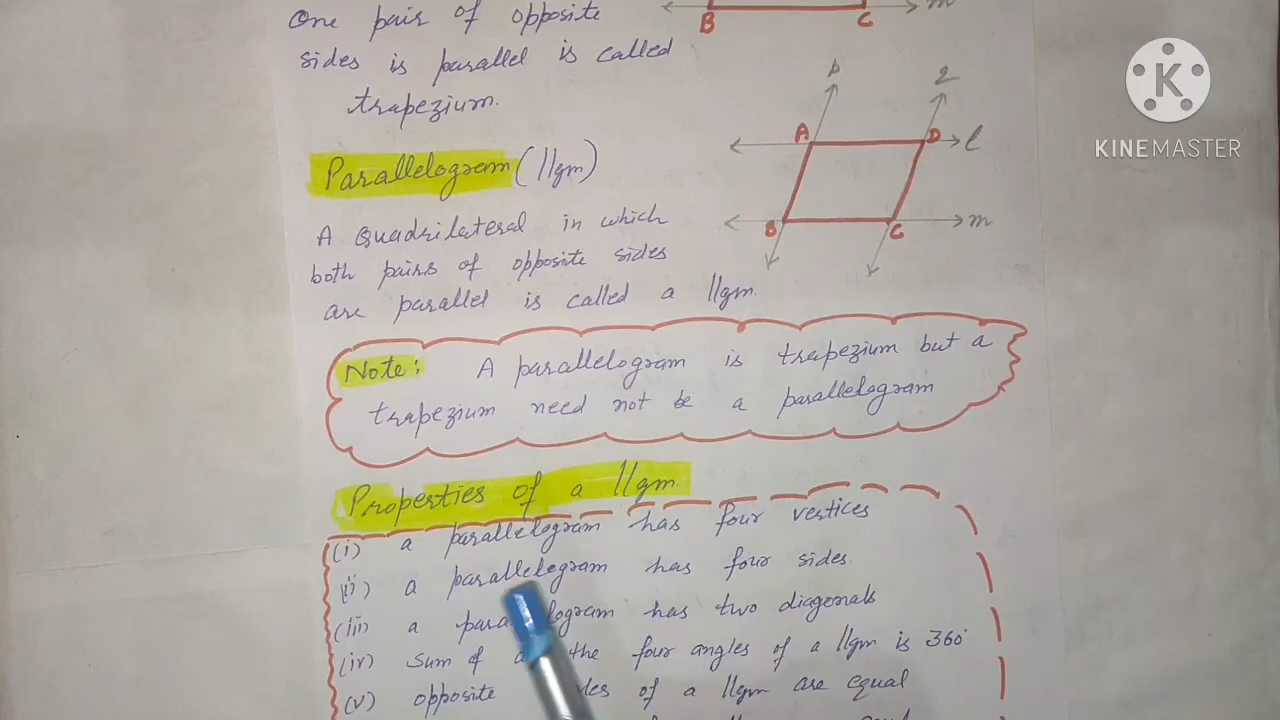 One pair of opposite
sides is parallel is called
trapezium.
B C m
Parallelogram (llgm)
A Quadrilateral in which
both pairs of opposite sides
are parallel is called a llgm.
p q
A D l
B C m
K
KINEMASTER
Note: A parallelogram is trapezium but a
trapezium need not be a parallelogram
Properties of a llgm.
(i) a parallelogram has four vertices
(ii) a parallelogram has four sides.
(iii) a parallelogram has two diagonals
(iv) Sum of the four angles of a llgm is 360°
(v) opposite of a llgm are equal